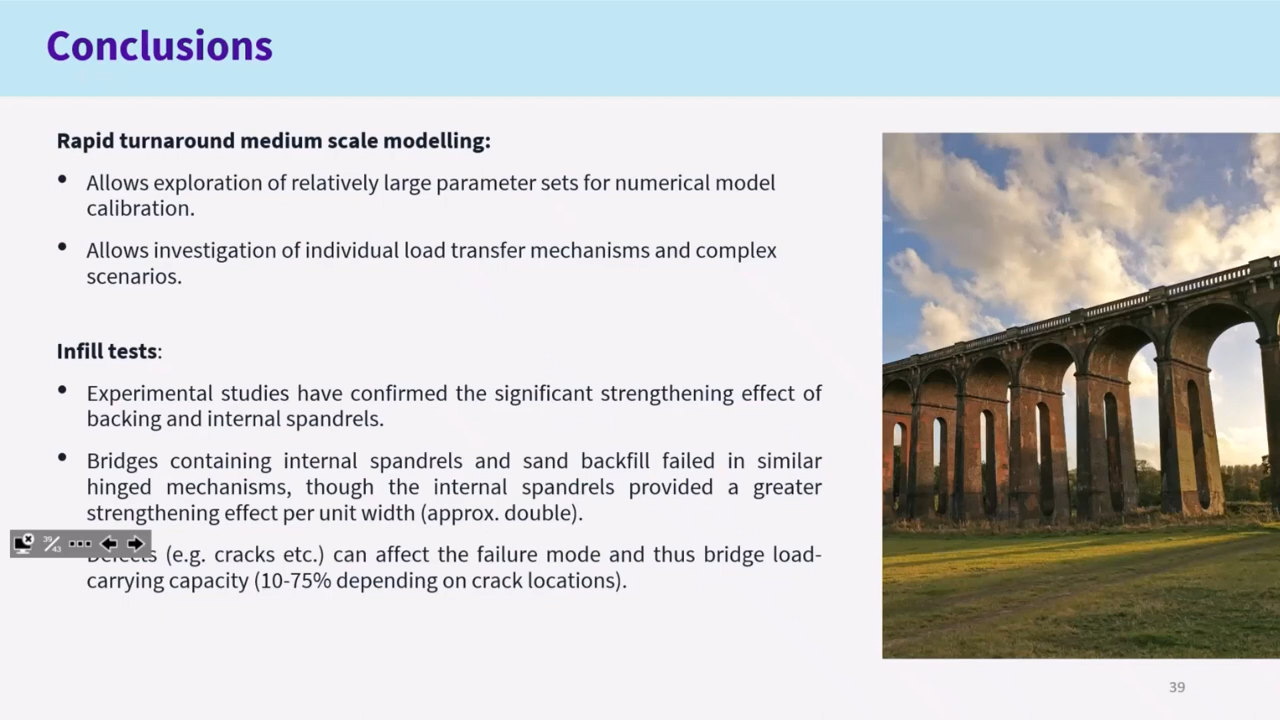 Conclusions
Rapid turnaround medium scale modelling:
• Allows exploration of relatively large parameter sets for numerical model
calibration.
• Allows investigation of individual load transfer mechanisms and complex
scenarios.
Infill tests:
• Experimental studies have confirmed the significant strengthening effect of
backing and internal spandrels.
• Bridges containing internal spandrels and sand backfill failed in similar
hinged mechanisms, though the internal spandrels provided a greater
strengthening effect per unit width (approx. double).
39/43
(e.g. cracks etc.) can affect the failure mode and thus bridge load-
carrying capacity (10-75% depending on crack locations).
39